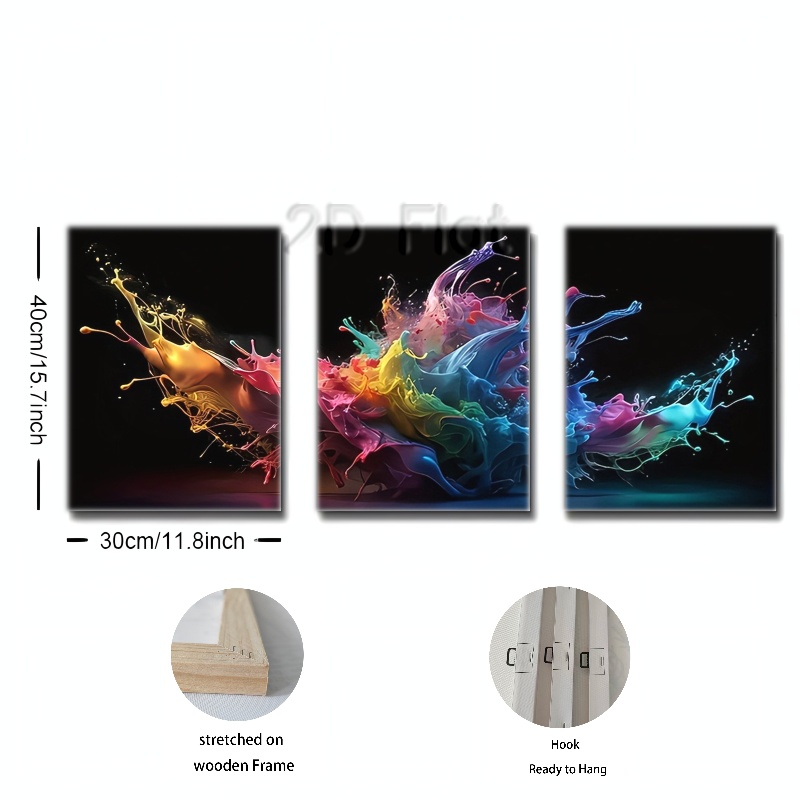 2D Flat
40cm/15.7inch
30cm/11.8inch
stretched on
wooden Frame
Hook
Ready to Hang